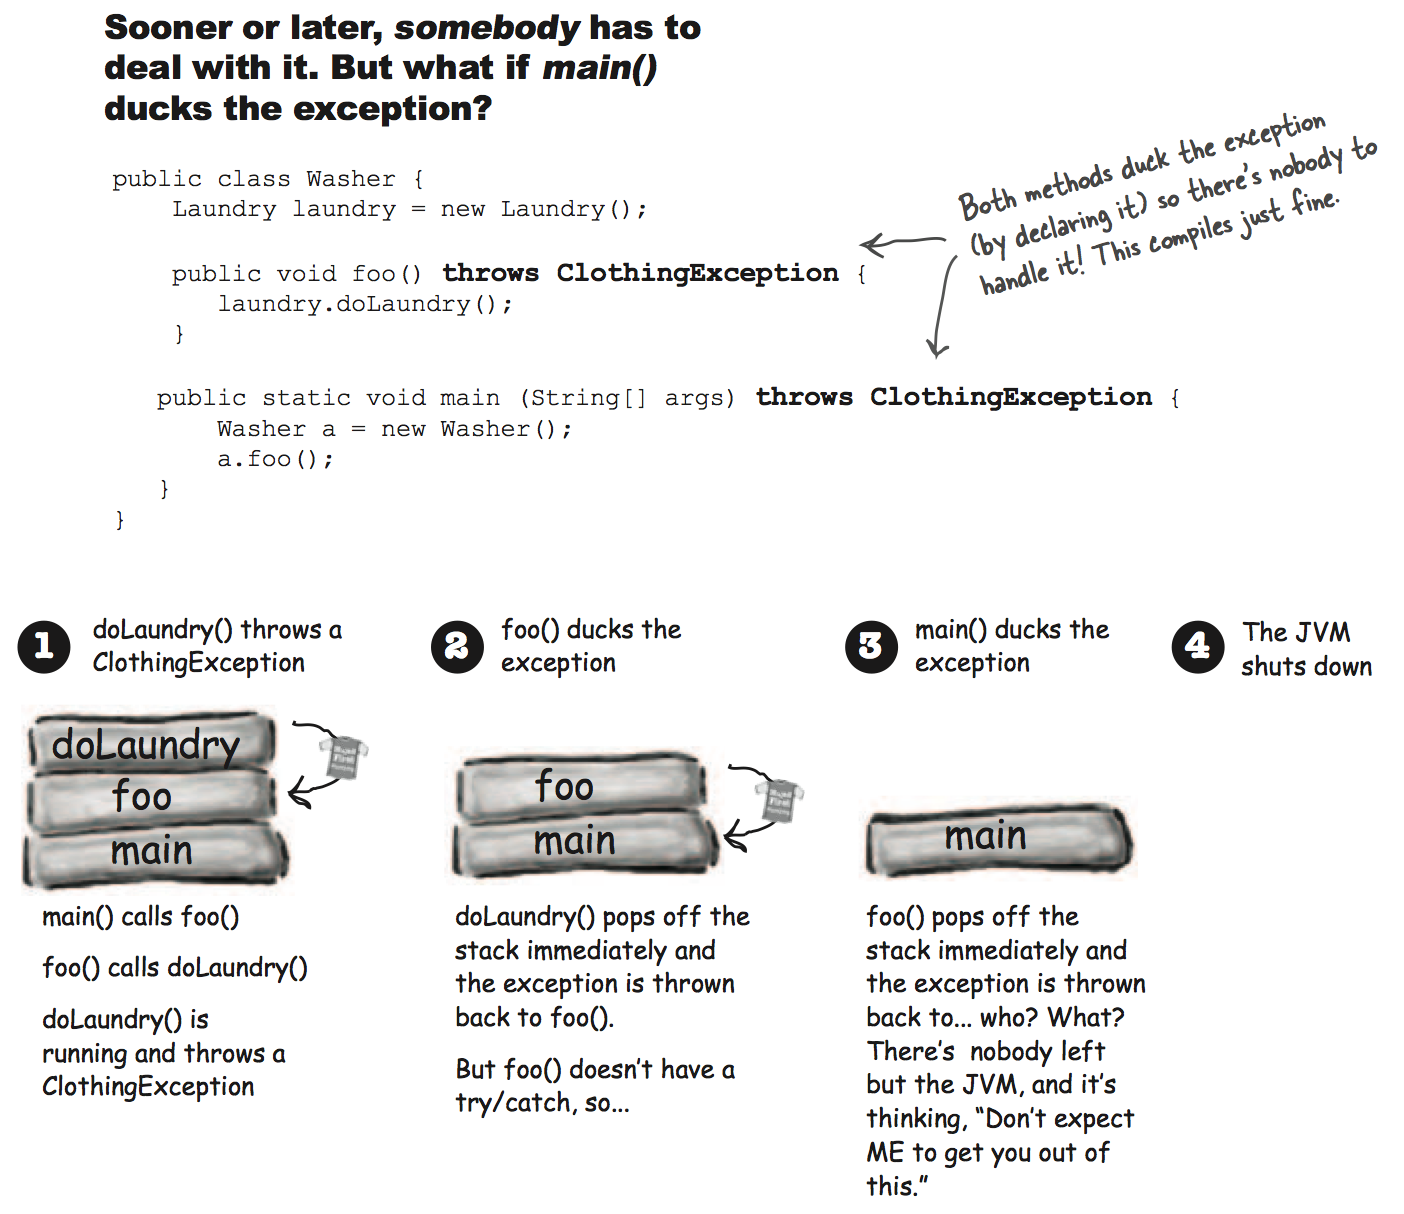 Sooner or later, somebody has to
deal with it. But what if main()
ducks the exception?
public class Washer {
Laundry laundry = new Laundry();
public void foo() throws ClothingException {
laundry.doLaundry();
}
public static void main (String[] args) throws ClothingException {
Washer a = new Washer();
a.foo();
}
}
Both methods duck the exception
(by declaring it) so there's nobody to
handle it! This compiles just fine.
1
doLaundry() throws a
ClothingException
doLaundry
foo
main
main() calls foo()
foo() calls doLaundry()
doLaundry() is
running and throws a
ClothingException
2
foo() ducks the
exception
foo
main
doLaundry() pops off the
stack immediately and
the exception is thrown
back to foo().
But foo() doesn't have a
try/catch, so...
3
main() ducks the
exception
main
foo() pops off the
stack immediately and
the exception is thrown
back to... who? What?
There's nobody left
but the JVM, and it's
thinking, “Don't expect
ME to get you out of
this.”
4
The JVM
shuts down